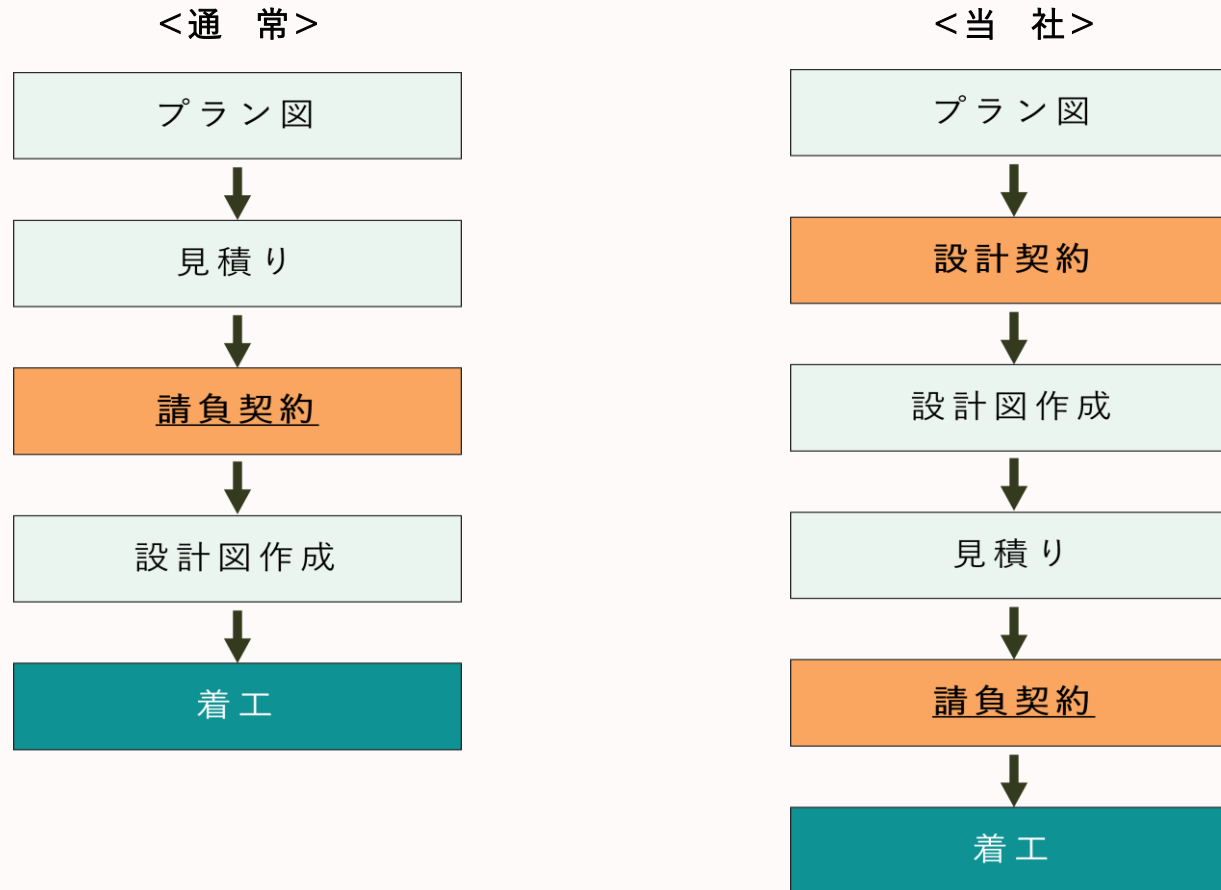 <通　常>
プラン図
見積り
請負契約
設計図作成
着工
<当　社>
プラン図
設計契約
設計図作成
見積り
請負契約
着工